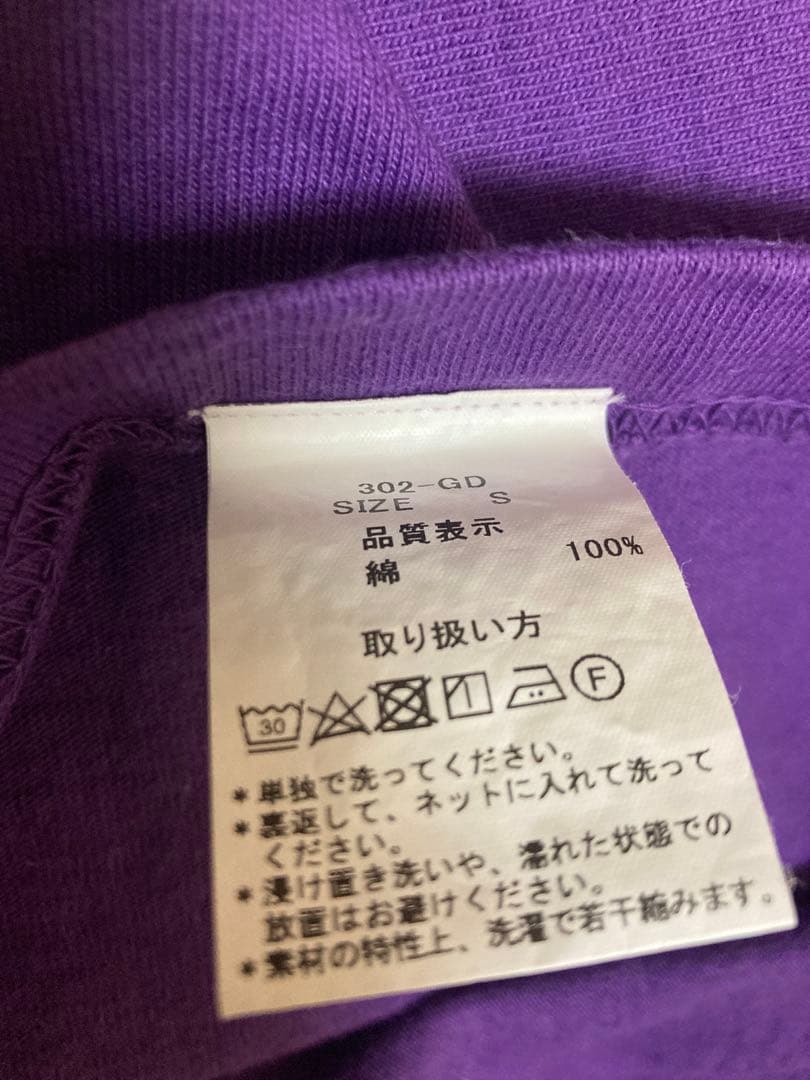 302-GD
SIZE S
品質表示
綿 100%
取り扱い方
30 F
*単独で洗ってください。
*裏返して、ネットに入れて洗って
ください。
*浸け置き洗いや、濡れた状態での
放置はお避けください。
*素材の特性上、洗濯で若干縮みます。